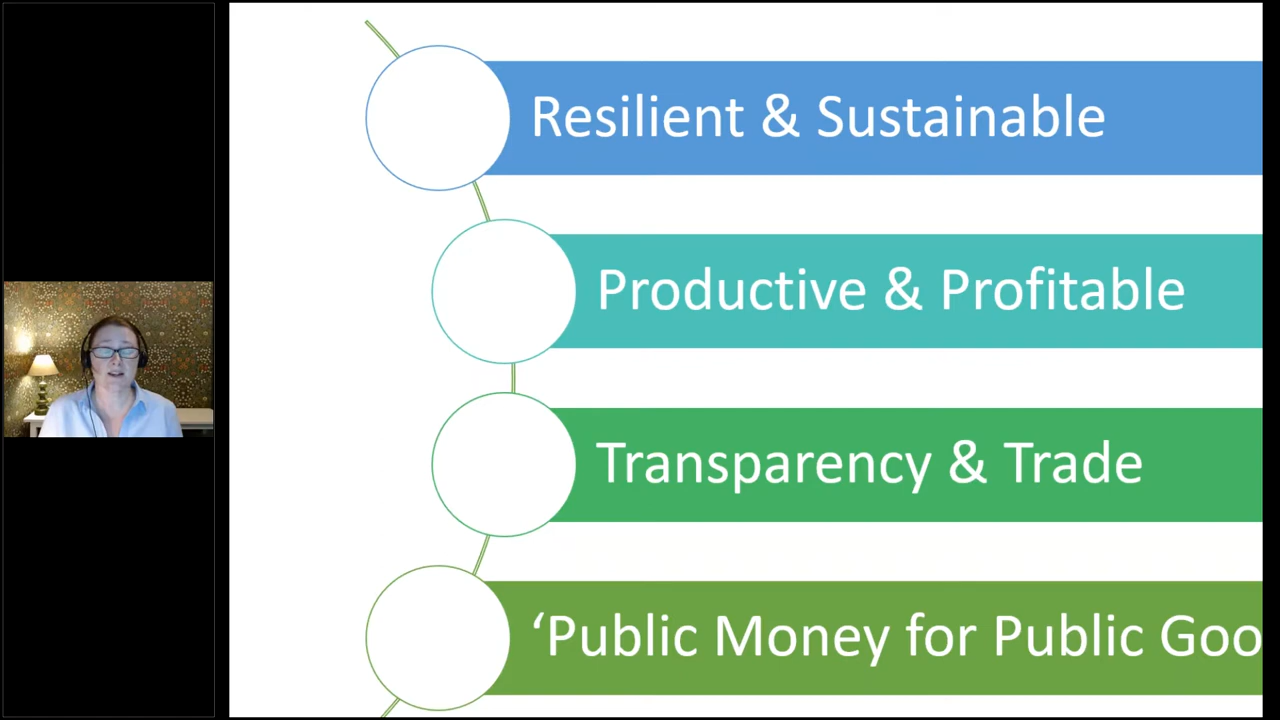 Resilient & Sustainable
Productive & Profitable
Transparency & Trade
‘Public Money for Public Goo